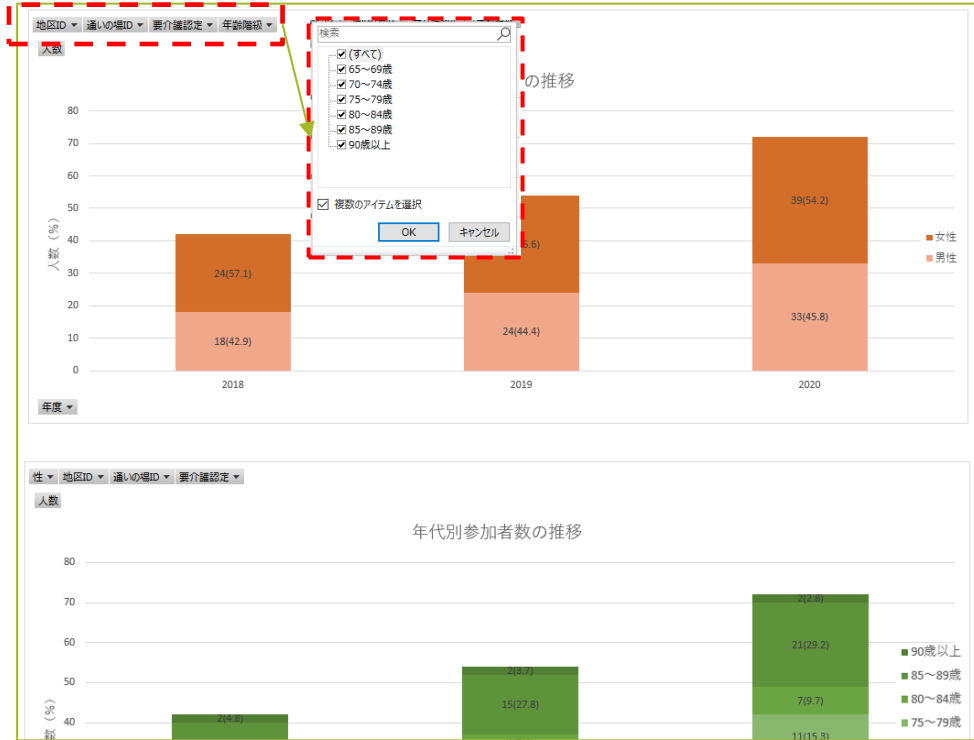 地区ID 通いの場ID 要介護認定 年齢階級
人数
検索
(すべて)
65～69歳
70～74歳
75～79歳
80～84歳
85～89歳
90歳以上
複数のアイテムを選択
OK キャンセル
の推移
80
70
60
50
40
30
20
10
0
人数（%）
24(57.1)
18(42.9)
24(44.4)
39(54.2)
33(45.8)
女性
男性
2018 2019 2020
年度
性 地区ID 通いの場ID 要介護認定
人数
年代別参加者数の推移
80
70
60
50
40
数（%）
2(4.8)
2(3.7)
15(27.8)
2(2.8)
21(29.2)
7(9.7)
11(15.3)
90歳以上
85～89歳
80～84歳
75～79歳